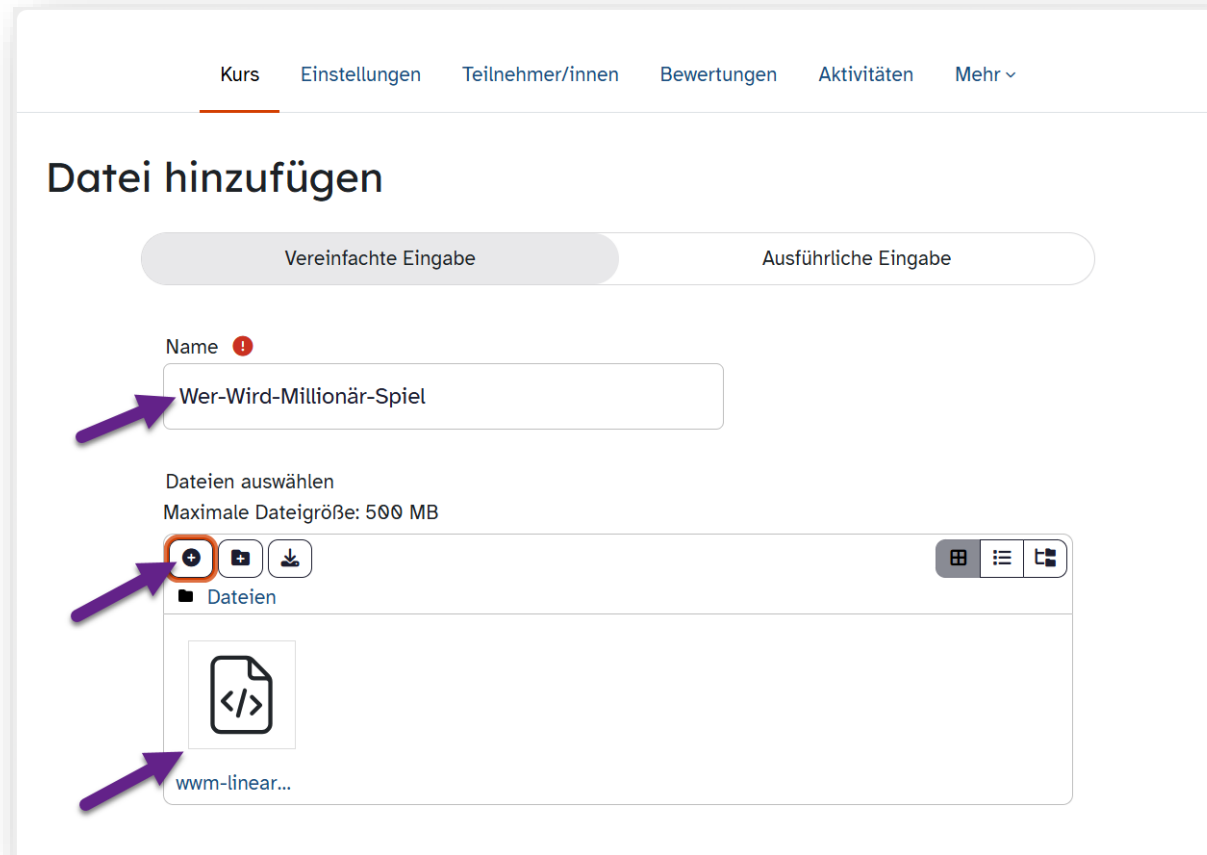 Kurs Einstellungen Teilnehmer/innen Bewertungen Aktivitäten Mehr
Datei hinzufügen
Vereinfachte Eingabe Ausführliche Eingabe
Name
Wer-Wird-Millionär-Spiel
Dateien auswählen
Maximale Dateigröße: 500 MB
Dateien
wwm-linear...